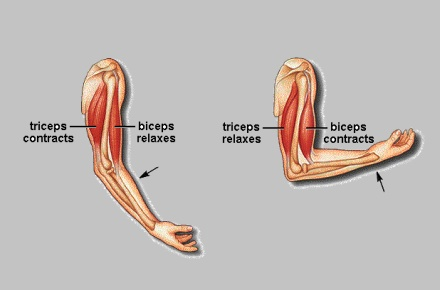 triceps
contracts
biceps
relaxes
triceps
relaxes
biceps
contracts